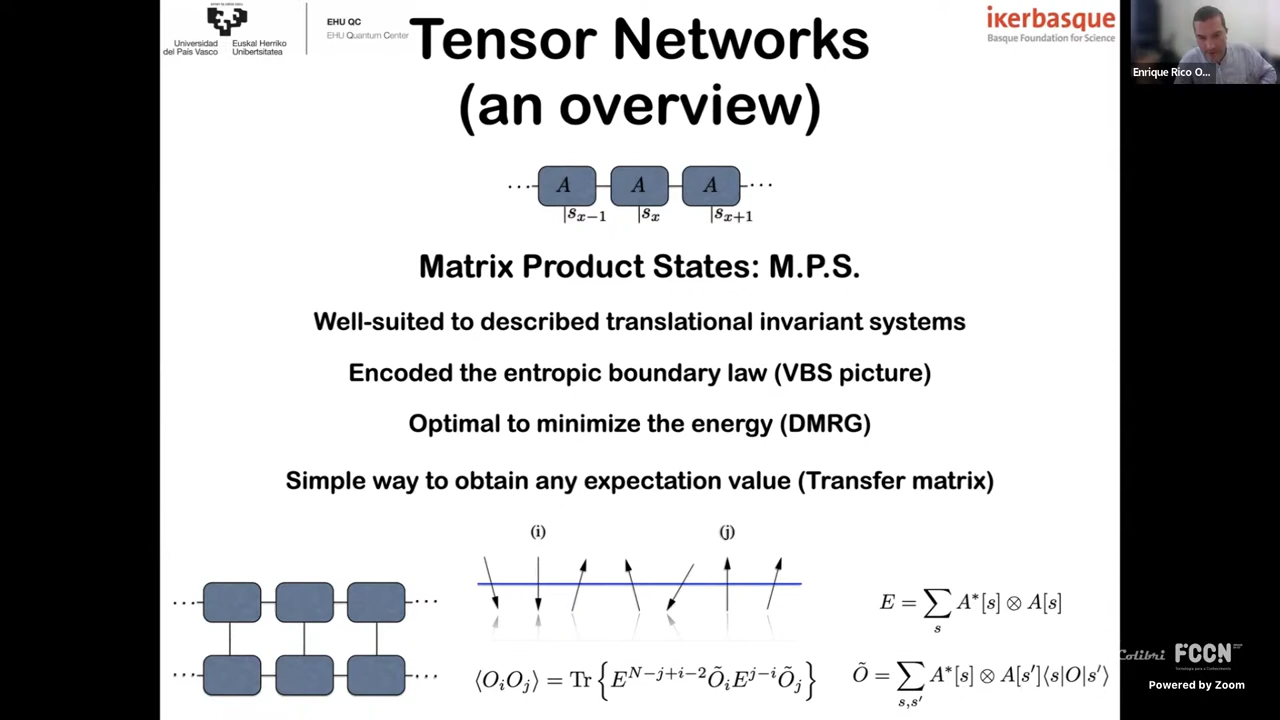 Universidad del País Vasco
Euskal Herriko Unibertsitatea
EHU QC
EHU Quantum Center
ikerbasque
Basque Foundation for Science
Enrique Rico O...
Tensor Networks
(an overview)
··· A A A ···
s_{x-1} s_x s_{x+1}
Matrix Product States: M.P.S.
Well-suited to described translational invariant systems
Encoded the entropic boundary law (VBS picture)
Optimal to minimize the energy (DMRG)
Simple way to obtain any expectation value (Transfer matrix)
(i) (j)
E = ∑_s A*[s] ⊗ A[s]
⟨O_iO_j⟩ = Tr{E^{N−j+i−2}Õ_iE^{j−i}Õ_j}
Õ = ∑_{s,s′} A*[s] ⊗ A[s′]⟨s|O|s′⟩
Colibri FCCN
Powered by Zoom